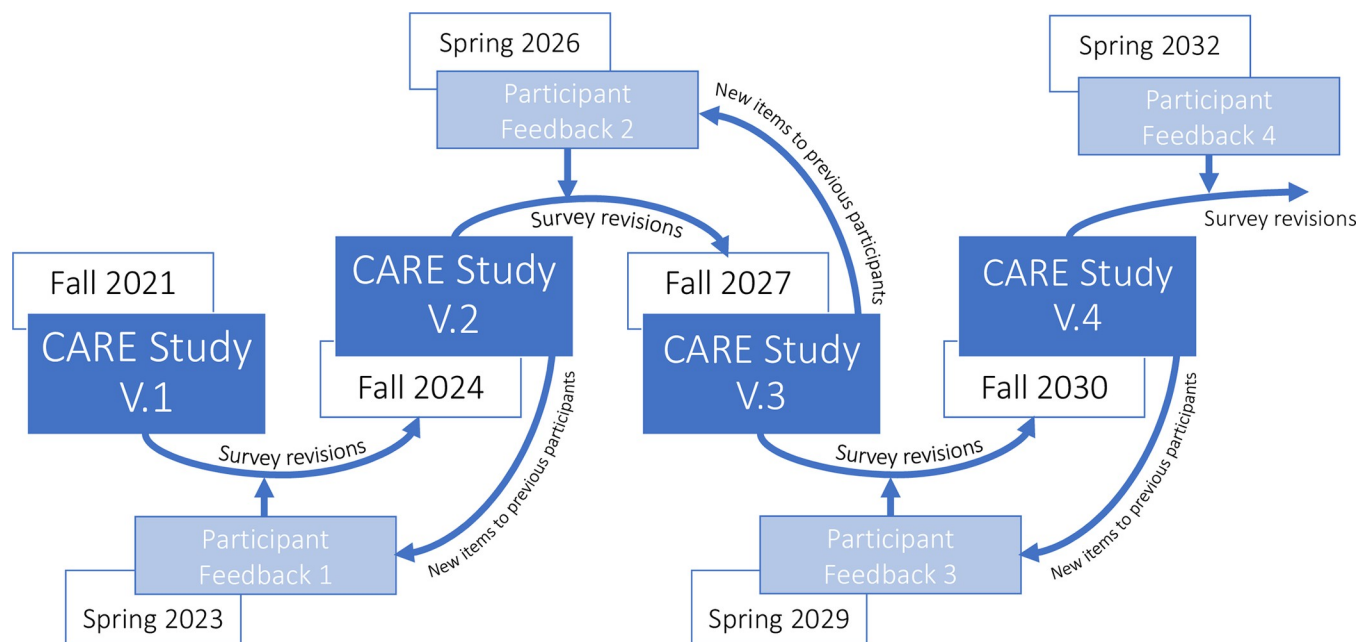 Spring 2026
Participant
Feedback 2
New items to previous participants
Survey revisions
Spring 2032
Participant
Feedback 4
Survey revisions
Fall 2021
CARE Study
V.1
CARE Study
V.2
Fall 2024
Fall 2027
CARE Study
V.3
CARE Study
V.4
Fall 2030
Survey revisions
New items to previous participants
Survey revisions
New items to previous participants
Participant
Feedback 1
Spring 2023
Participant
Feedback 3
Spring 2029